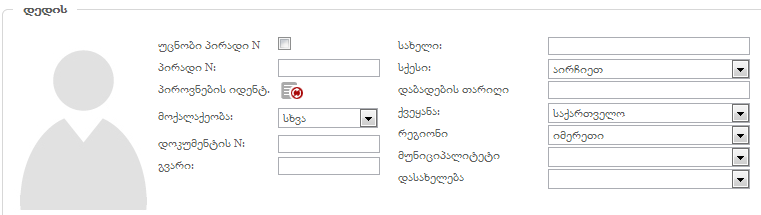 დედის
უცნობი პირადი N
პირადი N:
პიროვნების იდენტ.
მოქალაქეობა: სხვა
დოკუმენტის N:
გვარი:
სახელი:
სქესი: აირჩიეთ
დაბადების თარიღი
ქვეყანა: საქართველო
რეგიონი იმერეთი
მუნიციპალიტეტი
დასახელება